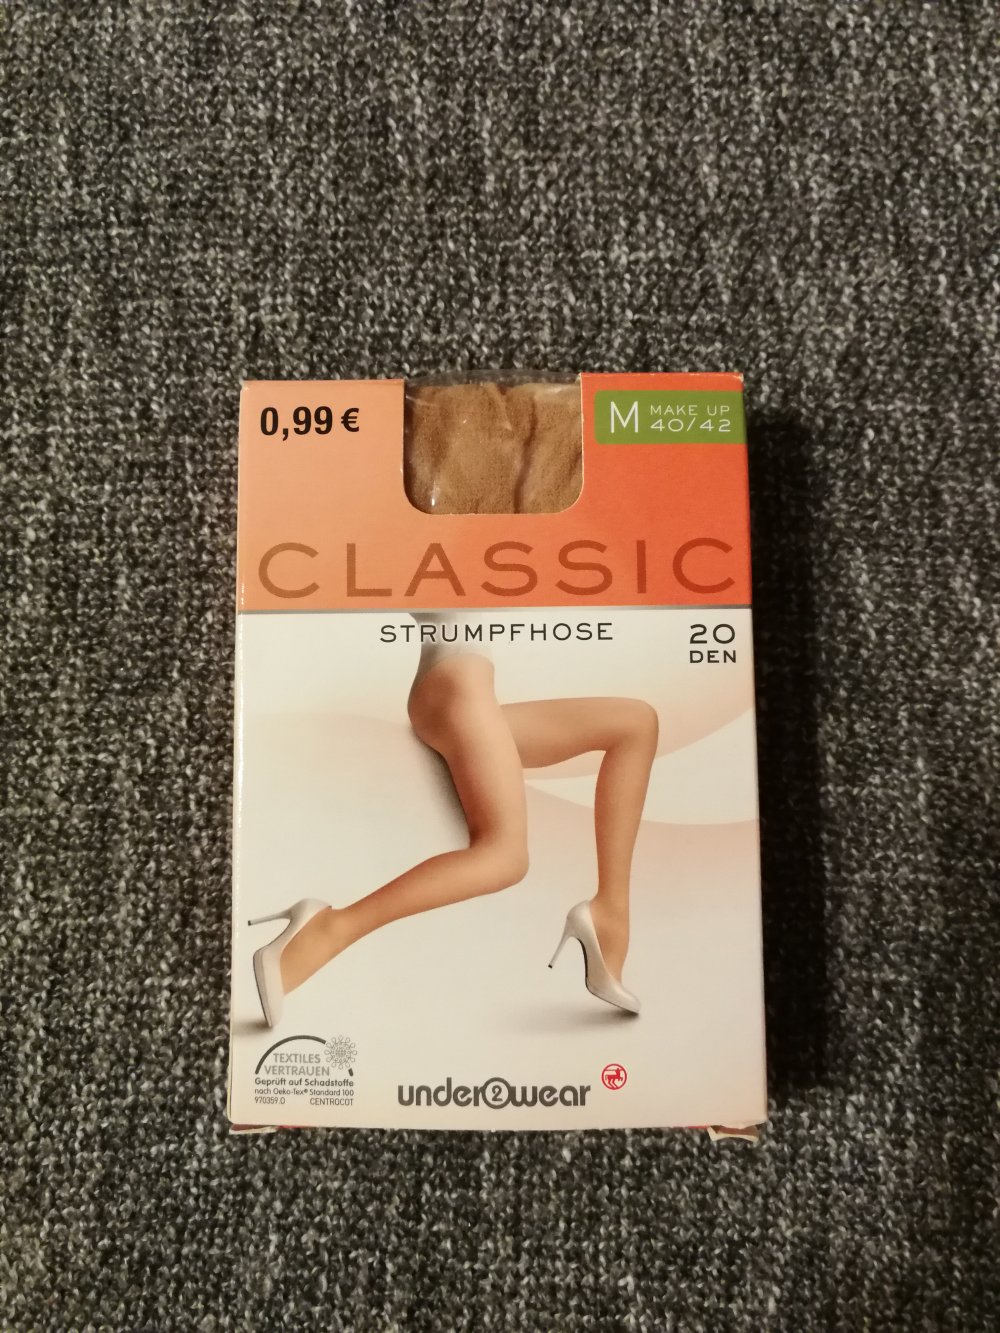 0,99 €
M MAKE UP
40/42
CLASSIC
STRUMPFHOSE
20
DEN
TEXTILES
VERTRAUEN
Geprüft auf Schadstoffe
nach Oeko-Tex® Standard 100
970359.O CENTROCOT
under2wear